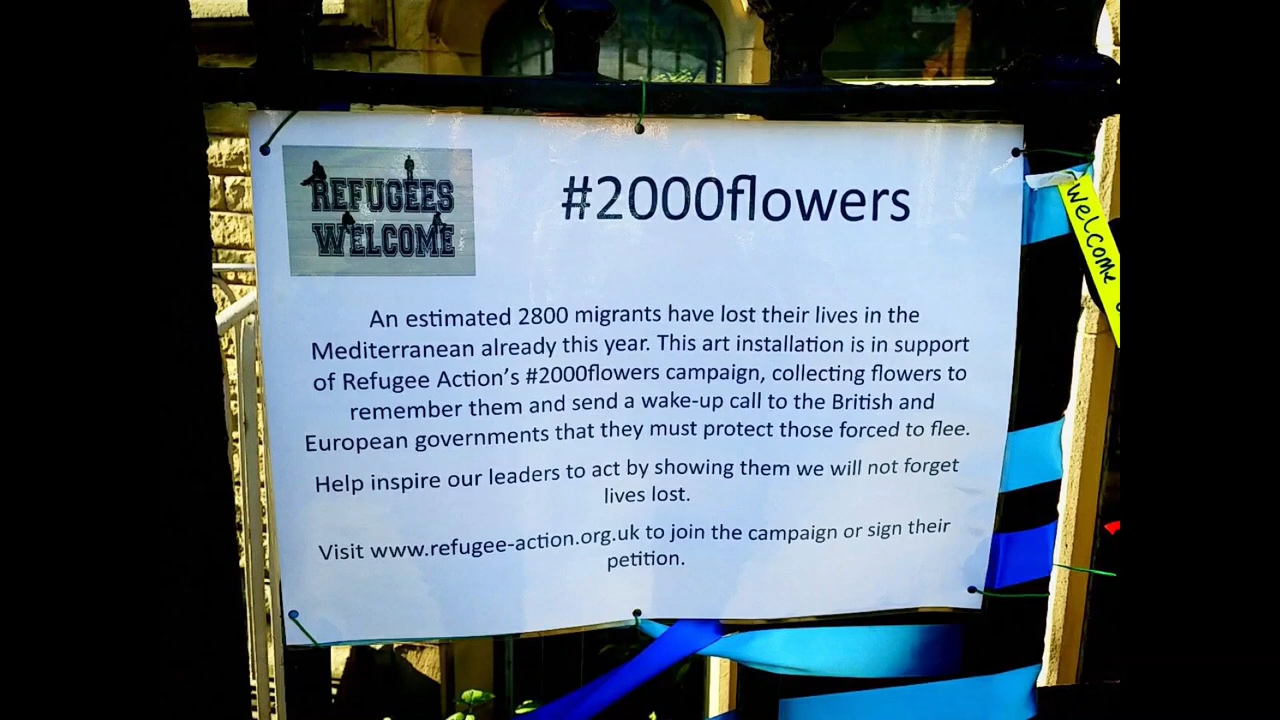 REFUGEES
WELCOME
#2000flowers
An estimated 2800 migrants have lost their lives in the
Mediterranean already this year. This art installation is in support
of Refugee Action's #2000flowers campaign, collecting flowers to
remember them and send a wake-up call to the British and
European governments that they must protect those forced to flee.
Help inspire our leaders to act by showing them we will not forget
lives lost.
Visit www.refugee-action.org.uk to join the campaign or sign their
petition.
Welcome